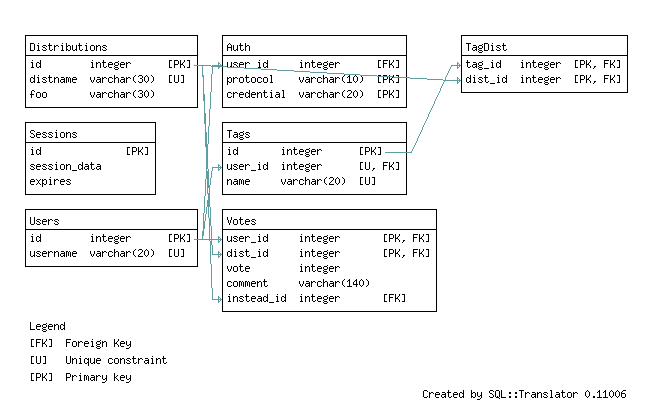 Distributions
id integer [PK]
distname varchar(30) [U]
foo varchar(30)
Auth
user_id integer [FK]
protocol varchar(10) [PK]
credential varchar(20) [PK]
TagDist
tag_id integer [PK, FK]
dist_id integer [PK, FK]
Sessions
id [PK]
session_data
expires
Tags
id integer [PK]
user_id integer [U, FK]
name varchar(20) [U]
Users
id integer [PK]
username varchar(20) [U]
Votes
user_id integer [PK, FK]
dist_id integer [PK, FK]
vote integer
comment varchar(140)
instead_id integer [FK]
Legend
[FK] Foreign Key
[U] Unique constraint
[PK] Primary key
Created by SQL::Translator 0.11006